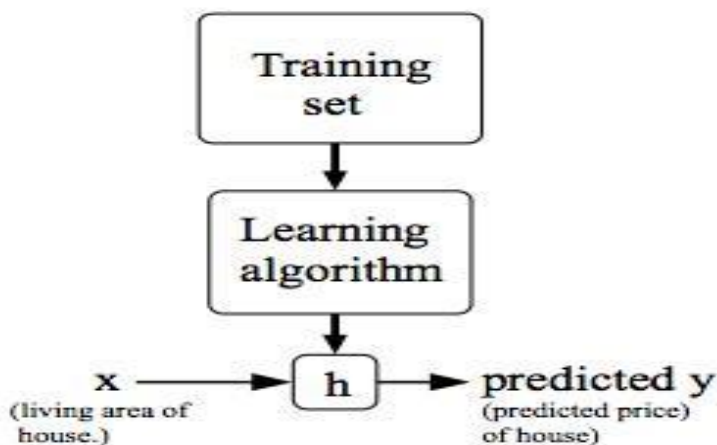 Training
set
Learning
algorithm
x
h
predicted y
(living area of
house.)
(predicted price)
of house)